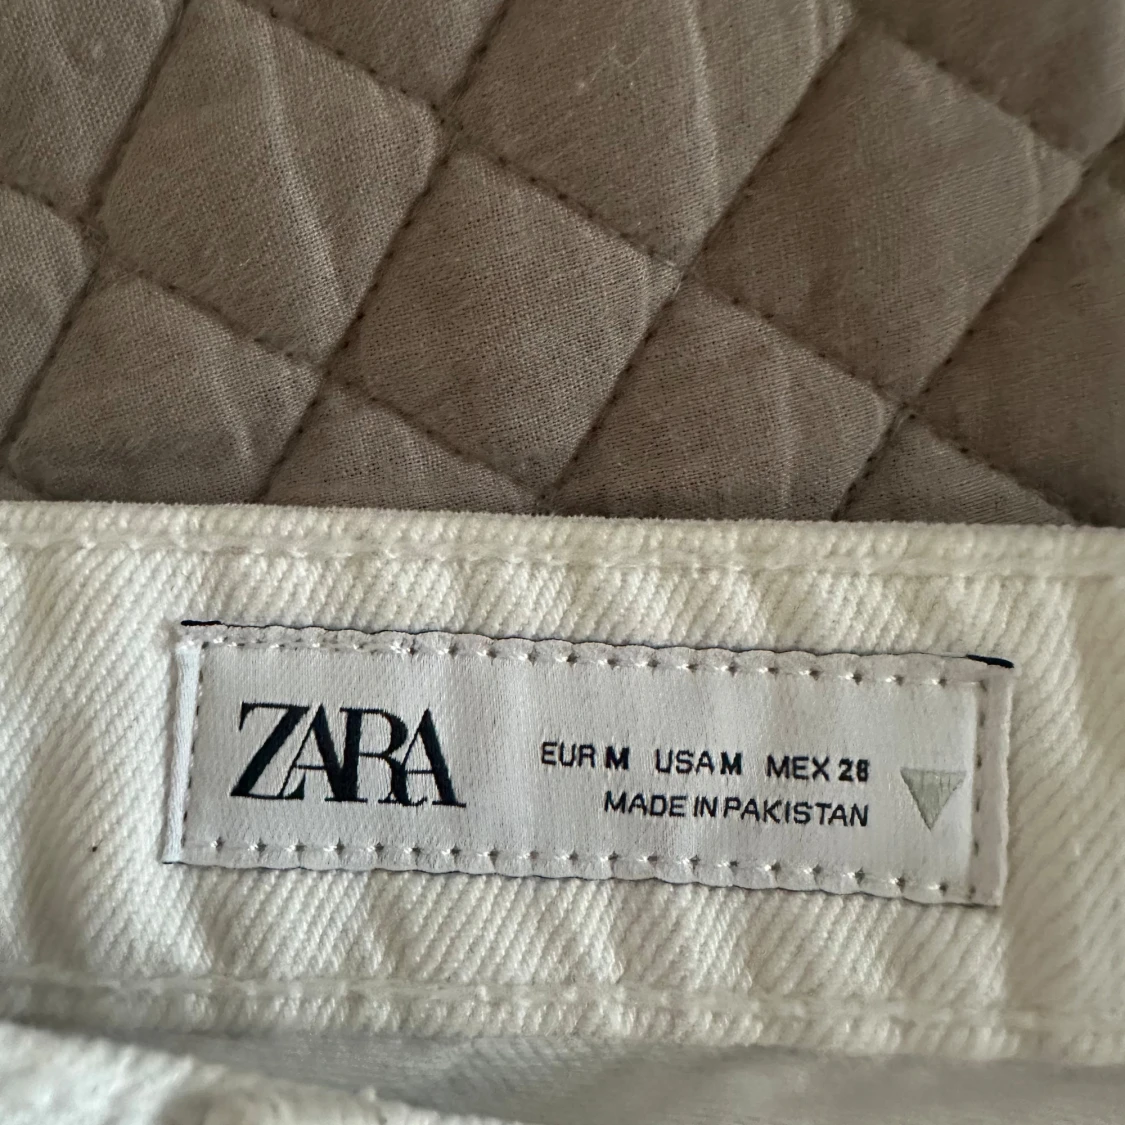 ZARA
EUR M USA M MEX 28
MADE IN PAKISTAN